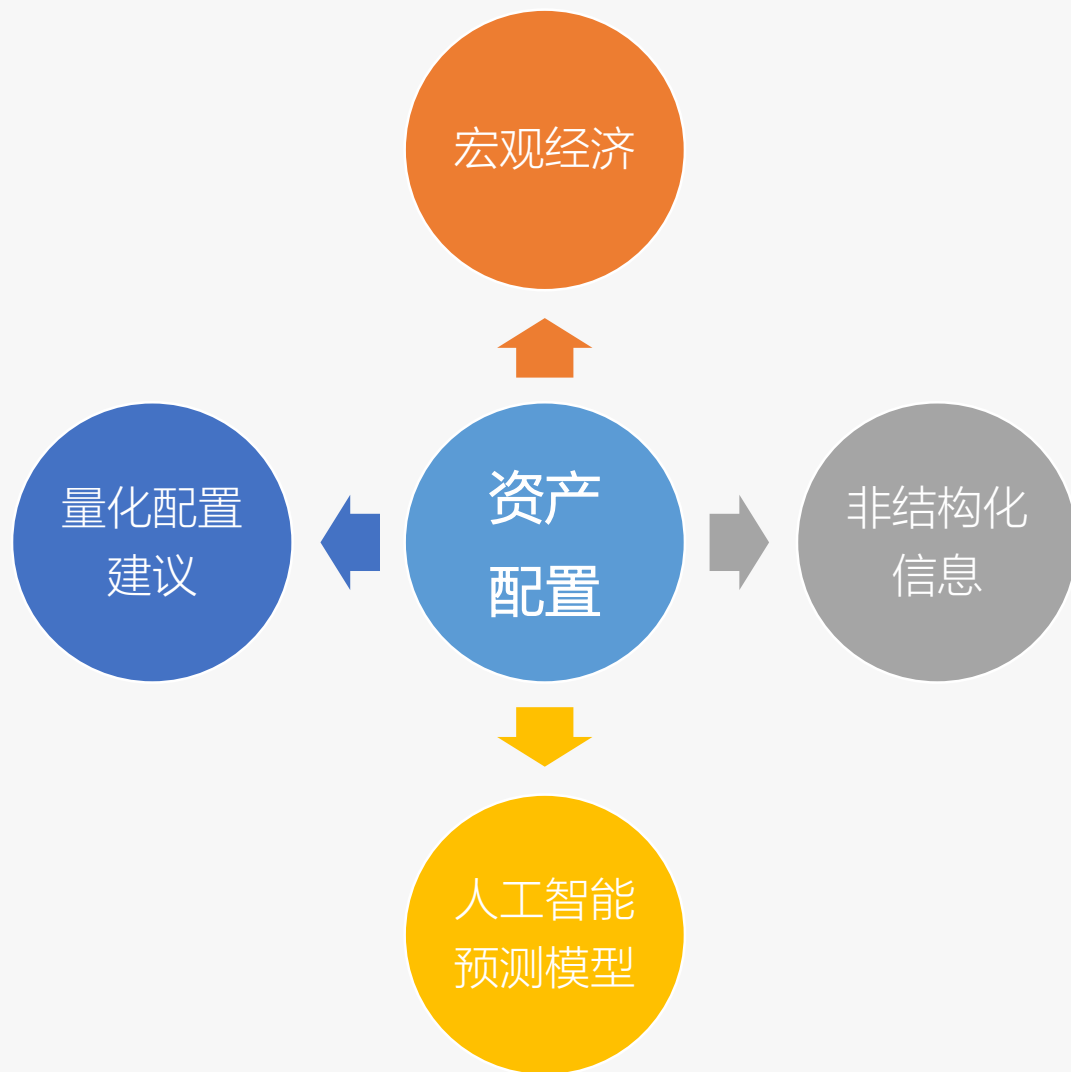 宏观经济
量化配置
建议
资产
配置
非结构化
信息
人工智能
预测模型